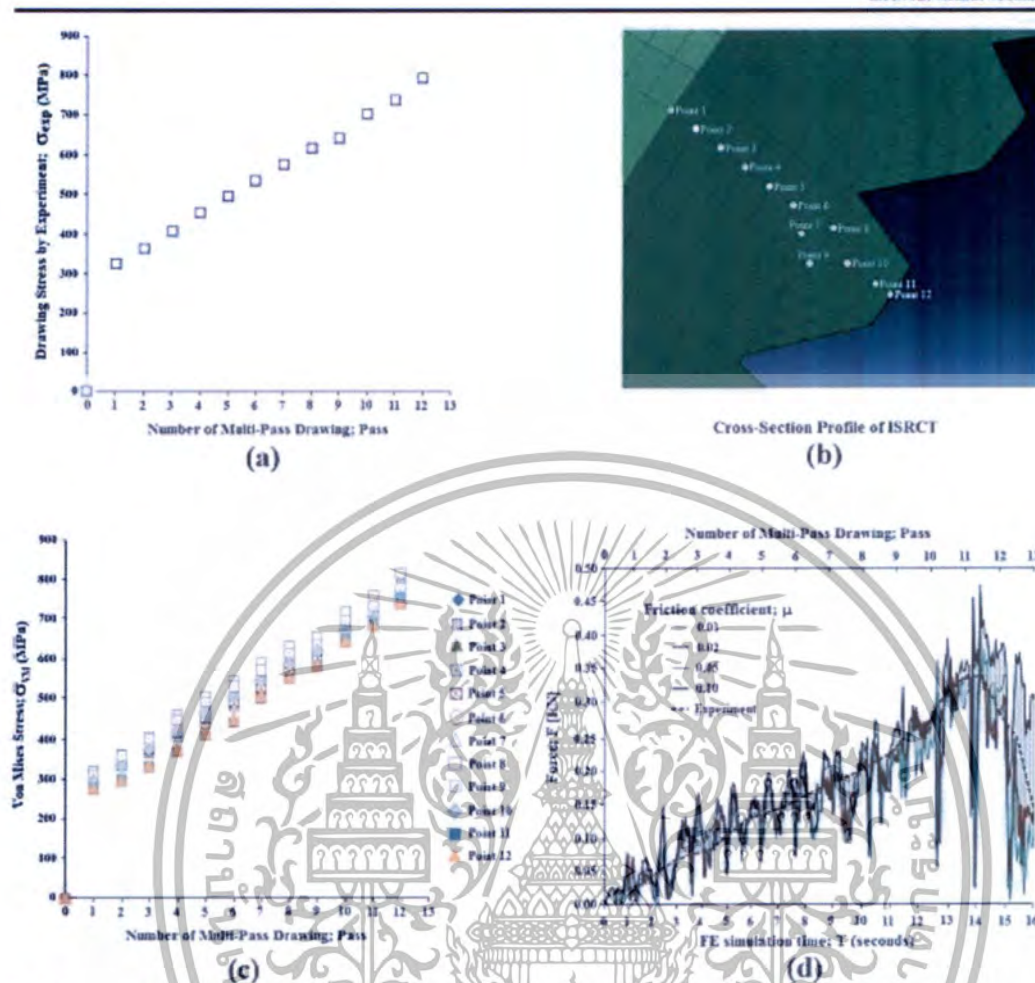 900
800
700
600
500
400
300
200
100
0
Drawing Stress by Experiment; σexp (MPa)
0 1 2 3 4 5 6 7 8 9 10 11 12 13
Number of Multi-Pass Drawing; Pass
(a)
Point 1
Point 2
Point 3
Point 4
Point 5
Point 6
Point 7
Point 8
Point 9
Point 10
Point 11
Point 12
Cross-Section Profile of ISRCT
(b)
900
800
700
600
500
400
300
200
100
0
Von Mises Stress; σ̅VM (MPa)
0 1 2 3 4 5 6 7 8 9 10 11 12 13
Number of Multi-Pass Drawing; Pass
Point 1
Point 2
Point 3
Point 4
Point 5
Point 6
Point 7
Point 8
Point 9
Point 10
Point 11
Point 12
(c)
Number of Multi-Pass Drawing; Pass
0 1 2 3 4 5 6 7 8 9 10 11 12 13
0.50
0.45
0.40
0.35
0.30
0.25
0.20
0.15
0.10
0.05
0.00
Force; F [KN]
Friction coefficient; μ
0.02
0.10
Experiment
0 1 2 3 4 5 6 7 8 9 10 11 12 13 14 15 16
FE simulation time; T (seconds)
(d)